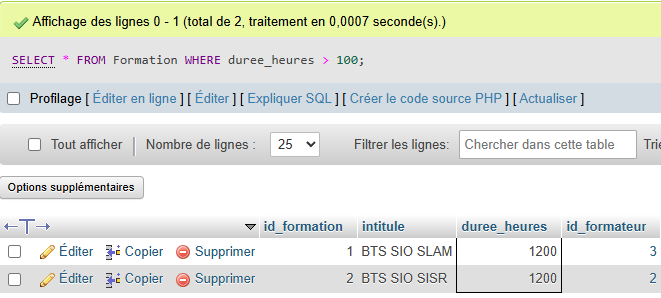 Affichage des lignes 0 - 1 (total de 2, traitement en 0,0007 seconde(s).)
SELECT * FROM Formation WHERE duree_heures > 100;
Profilage [ Éditer en ligne ] [ Éditer ] [ Expliquer SQL ] [ Créer le code source PHP ] [ Actualiser ]
Tout afficher Nombre de lignes : 25 Filtrer les lignes: Chercher dans cette table Trie
Options supplémentaires
←T→ id_formation intitule duree_heures id_formateur
Éditer Copier Supprimer 1 BTS SIO SLAM 1200 3
Éditer Copier Supprimer 2 BTS SIO SISR 1200 2